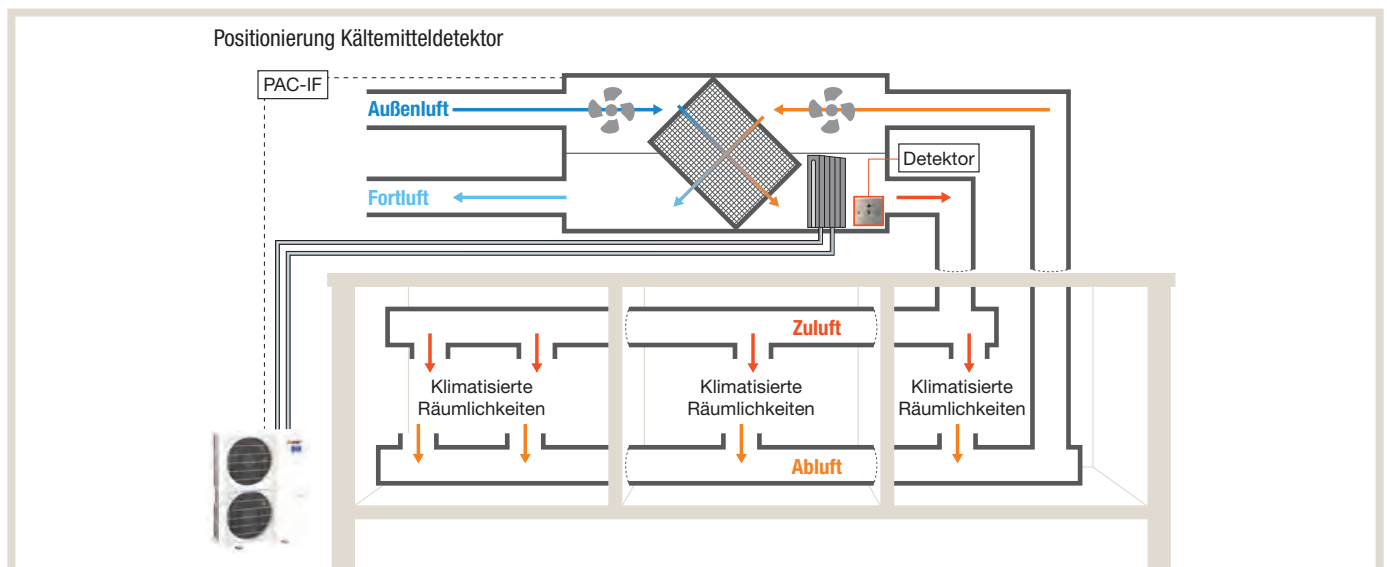 Positionierung Kältemitteldetektor
PAC-IF
Außenluft
Detektor
Fortluft
Zuluft
Klimatisierte
Räumlichkeiten
Klimatisierte
Räumlichkeiten
Klimatisierte
Räumlichkeiten
Abluft